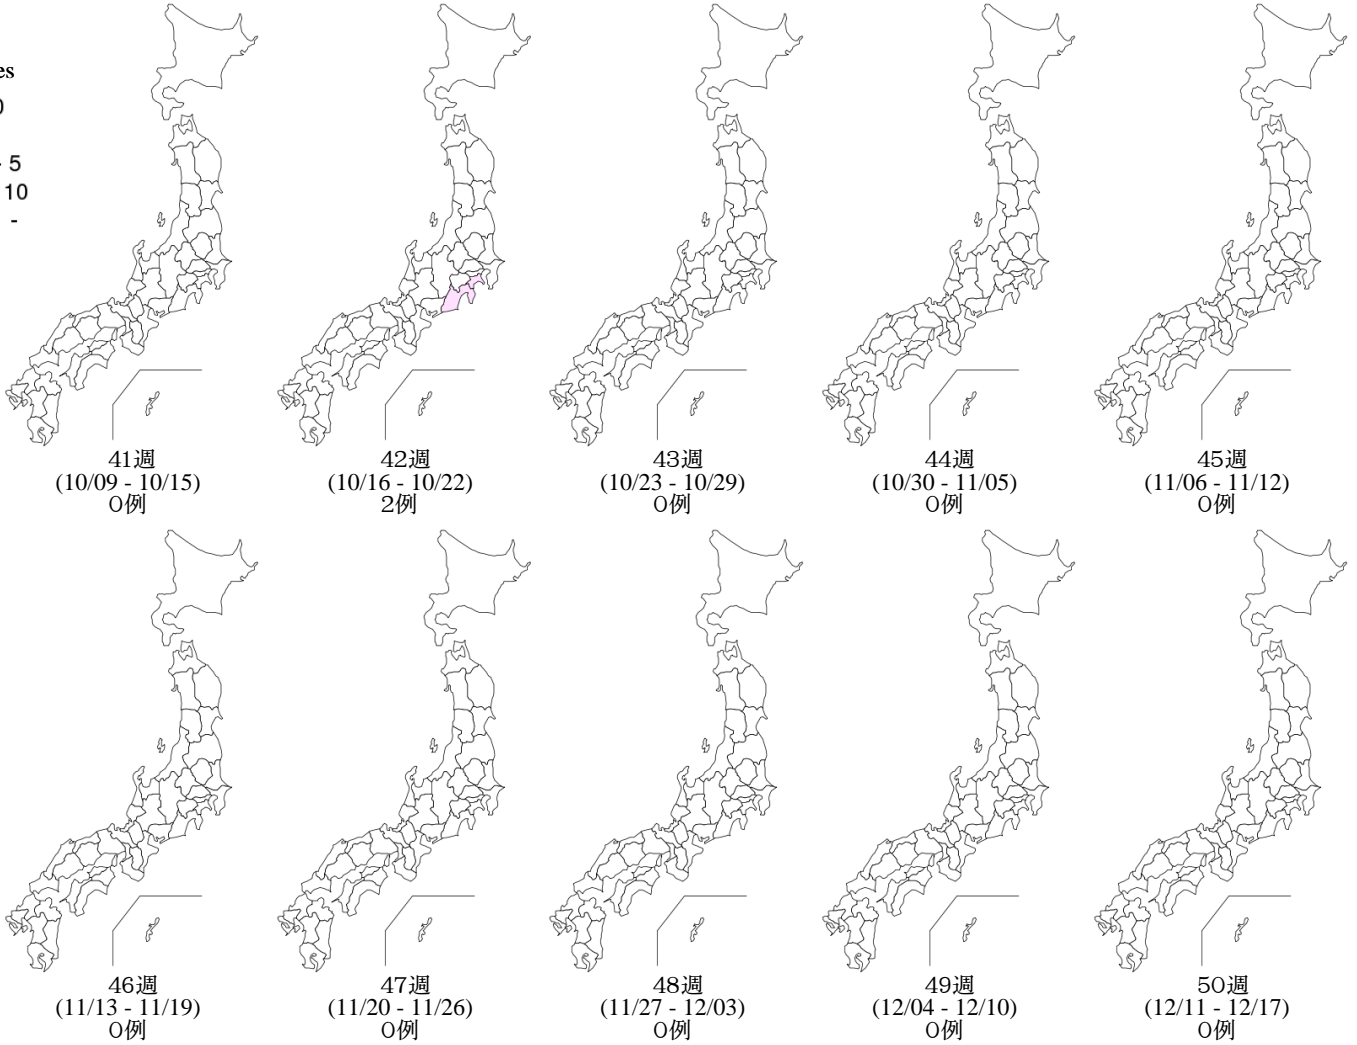 es
0
- 5
10
-
41週
(10/09 - 10/15)
0例
42週
(10/16 - 10/22)
2例
43週
(10/23 - 10/29)
0例
44週
(10/30 - 11/05)
0例
45週
(11/06 - 11/12)
0例
46週
(11/13 - 11/19)
0例
47週
(11/20 - 11/26)
0例
48週
(11/27 - 12/03)
0例
49週
(12/04 - 12/10)
0例
50週
(12/11 - 12/17)
0例